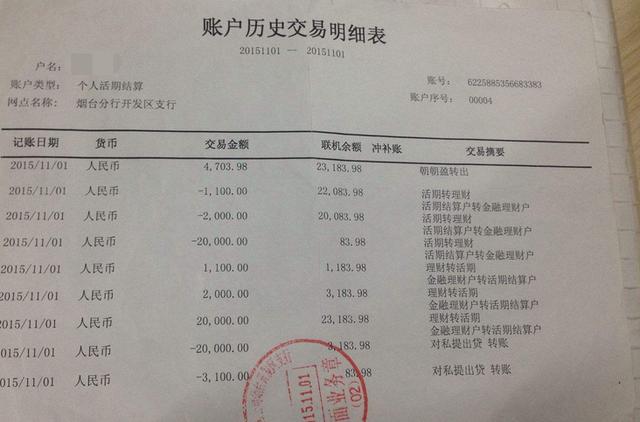 账户历史交易明细表
20151101 — 20151101
户名：
账户类型： 个人活期结算 账号： 6225885356683383
网点名称： 烟台分行开发区支行 账户序号： 00004
记账日期 货币 交易金额 联机余额 冲补账 交易摘要
2015/11/01 人民币 4,703.98 23,183.98 朝朝盈转出
2015/11/01 人民币 -1,100.00 22,083.98 活期转理财
活期结算户转金融理财户
2015/11/01 人民币 -2,000.00 20,083.98 活期转理财
活期结算户转金融理财户
2015/11/01 人民币 -20,000.00 83.98 活期转理财
活期结算户转金融理财户
2015/11/01 人民币 1,100.00 1,183.98 理财转活期
金融理财户转活期结算户
2015/11/01 人民币 2,000.00 3,183.98 理财转活期
金融理财户转活期结算户
2015/11/01 人民币 20,000.00 23,183.98 理财转活期
金融理财户转活期结算户
015/11/01 人民币 -20,000.00 3,183.98 对私提出贷 转账
015/11/01 人民币 -3,100.00 83.98 对私提出贷 转账
15.11.01
面业务章
(02)